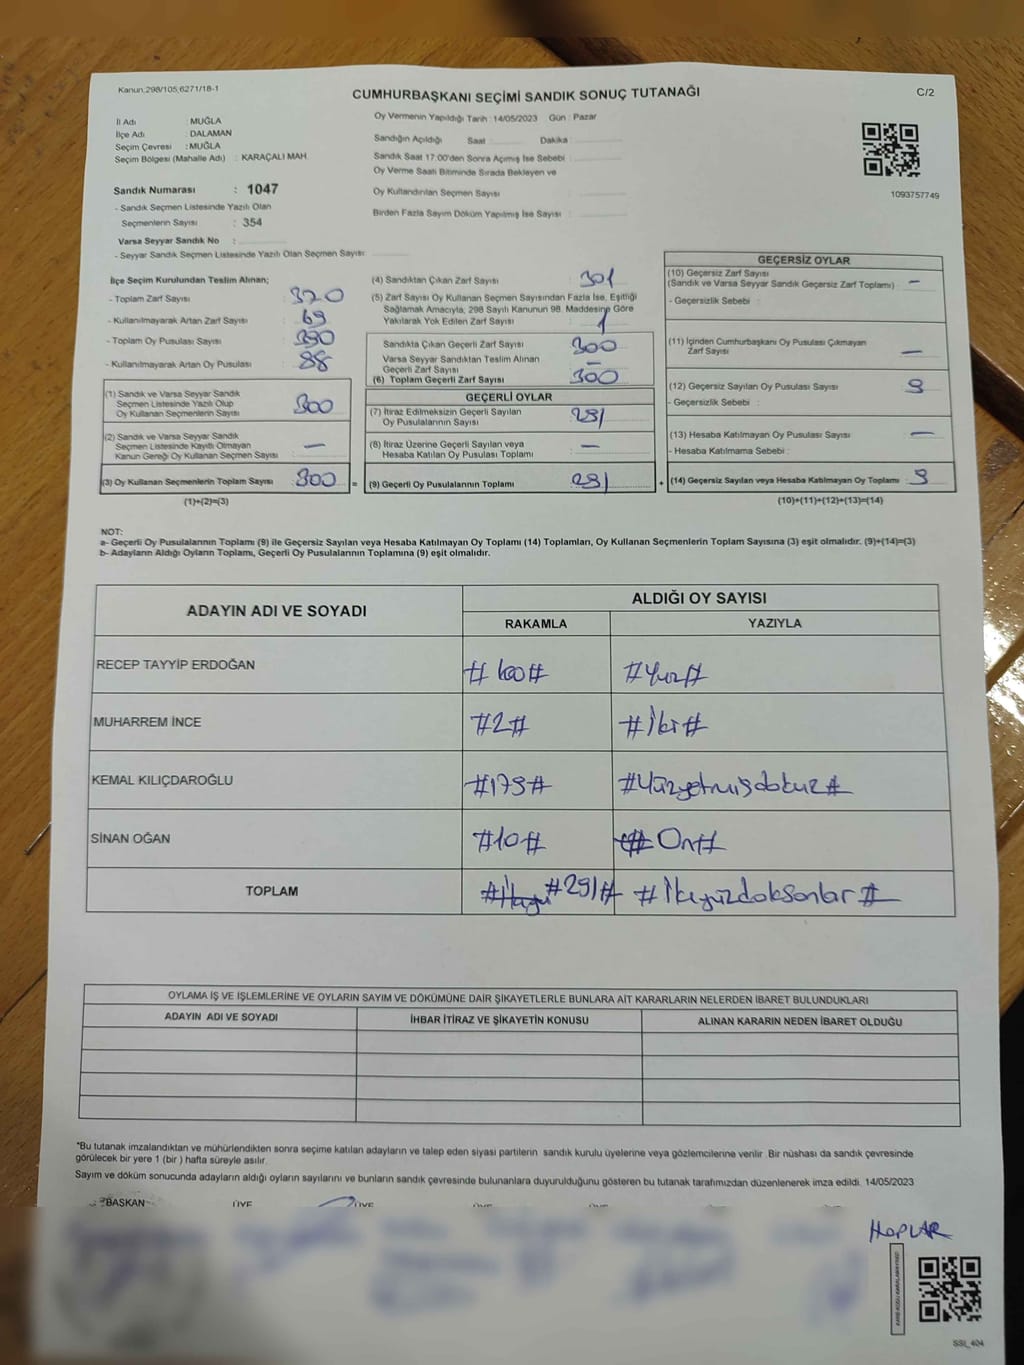 Kanun,298/105,6271/18-1
CUMHURBAŞKANI SEÇİMİ SANDIK SONUÇ TUTANAĞI
C/2
İl Adı : MUĞLA
İlçe Adı : DALAMAN
Seçim Çevresi : MUĞLA
Seçim Bölgesi (Mahalle Adı) : KARAÇALI MAH.
Sandık Numarası : 1047
- Sandık Seçmen Listesinde Yazılı Olan
Seçmenlerin Sayısı : 354
Varsa Seyyar Sandık No :
- Seyyar Sandık Seçmen Listesinde Yazılı Olan Seçmen Sayısı:
Oy Vermenin Yapıldığı Tarih : 14/05/2023 Gün : Pazar
Sandığın Açıldığı Saat : Dakika :
Sandık Saat 17:00'den Sonra Açımış İse Sebebi :
Oy Verme Saati Bitiminde Sırada Bekleyen ve
Oy Kullandırılan Seçmen Sayısı :
Birden Fazla Sayım Döküm Yapılmış İse Sayısı :
1093757749
İlçe Seçim Kurulundan Teslim Alınan;
- Toplam Zarf Sayısı : 370
- Kullanılmayarak Artan Zarf Sayısı : 69
- Toplam Oy Pusulası Sayısı : 390
- Kullanılmayarak Artan Oy Pusulası : 88
(1) Sandık ve Varsa Seyyar Sandık
Seçmen Listesinde Yazılı Olup
Oy Kullanan Seçmenlerin Sayısı : 300
(2) Sandık ve Varsa Seyyar Sandık
Seçmen Listesinde Kayıtlı Olmayan
Kanun Gereği Oy Kullanan Seçmen Sayısı : —
(3) Oy Kullanan Seçmenlerin Toplam Sayısı : 300
(1)+(2)=(3)
(4) Sandıktan Çıkan Zarf Sayısı : 301
(5) Zarf Sayısı Oy Kullanan Seçmen Sayısından Fazla İse, Eşitliği
Sağlamak Amacıyla, 298 Sayılı Kanunun 98. Maddesine Göre
Yakılarak Yok Edilen Zarf Sayısı : 1
Sandıkta Çıkan Geçerli Zarf Sayısı : 300
Varsa Seyyar Sandıktan Teslim Alınan
Geçerli Zarf Sayısı : —
(6) Toplam Geçerli Zarf Sayısı : 300
GEÇERLİ OYLAR
(7) İtiraz Edilmeksizin Geçerli Sayılan
Oy Pusulalarının Sayısı : 291
(8) İtiraz Üzerine Geçerli Sayılan veya
Hesaba Katılan Oy Pusulası Toplamı : —
= (9) Geçerli Oy Pusulalarının Toplamı : 291
GEÇERSİZ OYLAR
(10) Geçersiz Zarf Sayısı
(Sandık ve Varsa Seyyar Sandık Geçersiz Zarf Toplamı) : —
- Geçersizlik Sebebi :
(11) İçinden Cumhurbaşkanı Oy Pusulası Çıkmayan
Zarf Sayısı : —
(12) Geçersiz Sayılan Oy Pusulası Sayısı : 9
- Geçersizlik Sebebi :
(13) Hesaba Katılmayan Oy Pusulası Sayısı : —
- Hesaba Katılmama Sebebi :
+ (14) Geçersiz Sayılan veya Hesaba Katılmayan Oy Toplamı : 9
(10)+(11)+(12)+(13)=(14)
NOT:
a- Geçerli Oy Pusulalarının Toplamı (9) ile Geçersiz Sayılan veya Hesaba Katılmayan Oy Toplamı (14) Toplamları, Oy Kullanan Seçmenlerin Toplam Sayısına (3) eşit olmalıdır. (9)+(14)=(3)
b- Adayların Aldığı Oyların Toplamı, Geçerli Oy Pusulalarının Toplamına (9) eşit olmalıdır.
ADAYIN ADI VE SOYADI
ALDIĞI OY SAYISI
RAKAMLA YAZIYLA
RECEP TAYYİP ERDOĞAN #100# #Yüz#
MUHARREM İNCE #2# #İki#
KEMAL KILIÇDAROĞLU #179# #Yüzyetmişdokuz#
SİNAN OĞAN #10# #On#
TOPLAM #291# #İkiyüzdoksanbir#
OYLAMA İŞ VE İŞLEMLERİNE VE OYLARIN SAYIM VE DÖKÜMÜNE DAİR ŞİKAYETLERLE BUNLARA AİT KARARLARIN NELERDEN İBARET BULUNDUKLARI
ADAYIN ADI VE SOYADI İHBAR İTİRAZ VE ŞİKAYETİN KONUSU ALINAN KARARIN NEDEN İBARET OLDUĞU
*Bu tutanak imzalandıktan ve mühürlendikten sonra seçime katılan adayların ve talep eden siyasi partilerin sandık kurulu üyelerine veya gözlemcilerine verilir. Bir nüshası da sandık çevresinde
görülecek bir yere 1 (bir ) hafta süreyle asılır.
Sayım ve döküm sonucunda adayların aldığı oyların sayılarını ve bunların sandık çevresinde bulunanlara duyurulduğunu gösteren bu tutanak tarafımızdan düzenlenerek imza edildi. 14/05/2023
BAŞKAN ÜYE ÜYE
HOPLAR
SSI_404